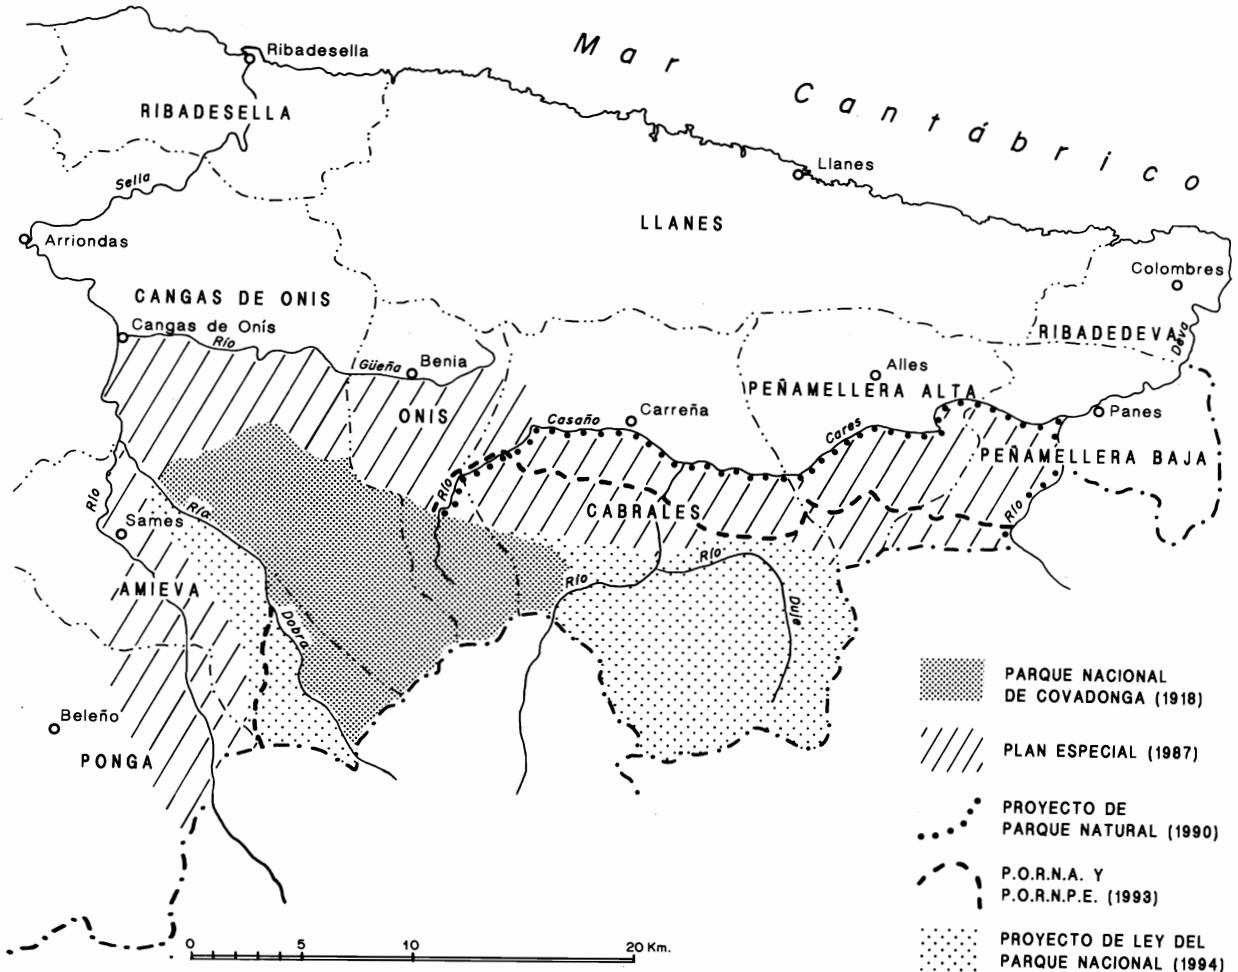 Mar Cantábrico
Ribadesella
RIBADESELLA
Sella
Llanes
LLANES
Arriondas
Colombres
CANGAS DE ONIS
Cangas de Onís
Río
Güeña
Benia
RIBADEDEVA
Deva
Alles
PEÑAMELLERA ALTA
ONIS
Casaño
Carreña
Cares
Panes
PEÑAMELLERA BAJA
Río
Río
Río
Río
CABRALES
Sames
Río
Río
Duje
AMIEVA
Dobra
Beleño
PONGA
PARQUE NACIONAL
DE COVADONGA (1918)
PLAN ESPECIAL (1987)
PROYECTO DE
PARQUE NATURAL (1990)
P.O.R.N.A. Y
P.O.R.N.P.E. (1993)
PROYECTO DE LEY DEL
PARQUE NACIONAL (1994)
0 5 10 20 Km.